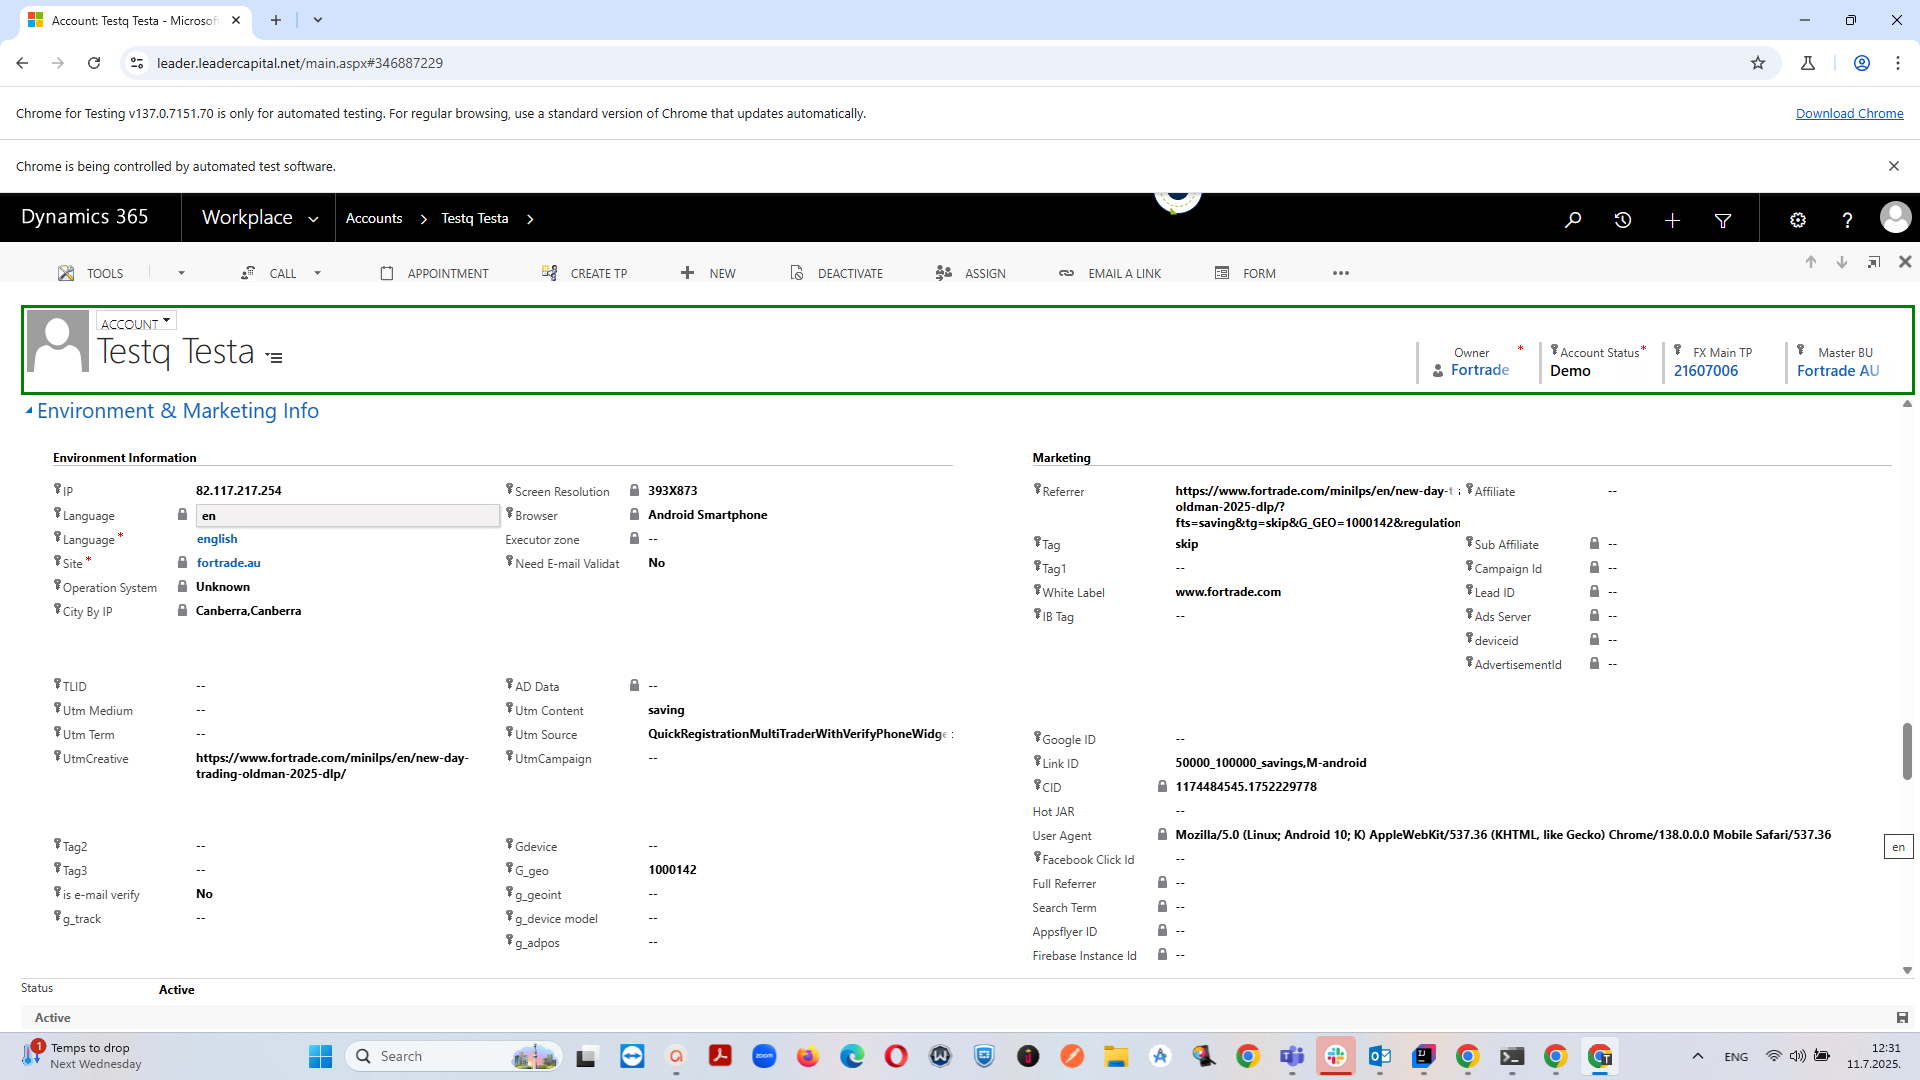 Account: Testq Testa - Microsof
leader.leadercapital.net/main.aspx#346887229
Chrome for Testing v137.0.7151.70 is only for automated testing. For regular browsing, use a standard version of Chrome that updates automatically.
Download Chrome
Chrome is being controlled by automated test software.
Dynamics 365
Workplace
Accounts
Testq Testa
TOOLS
CALL
APPOINTMENT
CREATE TP
NEW
DEACTIVATE
ASSIGN
EMAIL A LINK
FORM
ACCOUNT
Testq Testa
Owner *
Fortrade
Account Status*
Demo
FX Main TP
21607006
Master BU
Fortrade AU
Environment & Marketing Info
Environment Information
IP 82.117.217.254
Language en
Language * english
Site * fortrade.au
Operation System Unknown
City By IP Canberra,Canberra
Screen Resolution 393X873
Browser Android Smartphone
Executor zone --
Need E-mail Validat No
TLID --
Utm Medium --
Utm Term --
UtmCreative https://www.fortrade.com/minilps/en/new-day-
trading-oldman-2025-dlp/
AD Data --
Utm Content saving
Utm Source QuickRegistrationMultiTraderWithVerifyPhoneWidge
UtmCampaign --
Tag2 --
Tag3 --
is e-mail verify No
g_track --
Gdevice --
G_geo 1000142
g_geoint --
g_device model --
g_adpos --
Marketing
Referrer https://www.fortrade.com/minilps/en/new-day-t
oldman-2025-dlp/?
fts=saving&tg=skip&G_GEO=1000142&regulation
Tag skip
Tag1 --
White Label www.fortrade.com
IB Tag --
Affiliate --
Sub Affiliate --
Campaign Id --
Lead ID --
Ads Server --
deviceid --
AdvertisementId --
Google ID --
Link ID 50000_100000_savings,M-android
CID 1174484545.1752229778
Hot JAR --
User Agent Mozilla/5.0 (Linux; Android 10; K) AppleWebKit/537.36 (KHTML, like Gecko) Chrome/138.0.0.0 Mobile Safari/537.36
Facebook Click Id --
Full Referrer --
Search Term --
Appsflyer ID --
Firebase Instance Id --
en
Status Active
Active
1
Temps to drop
Next Wednesday
Search
zoom
ENG
12:31
11.7.2025.